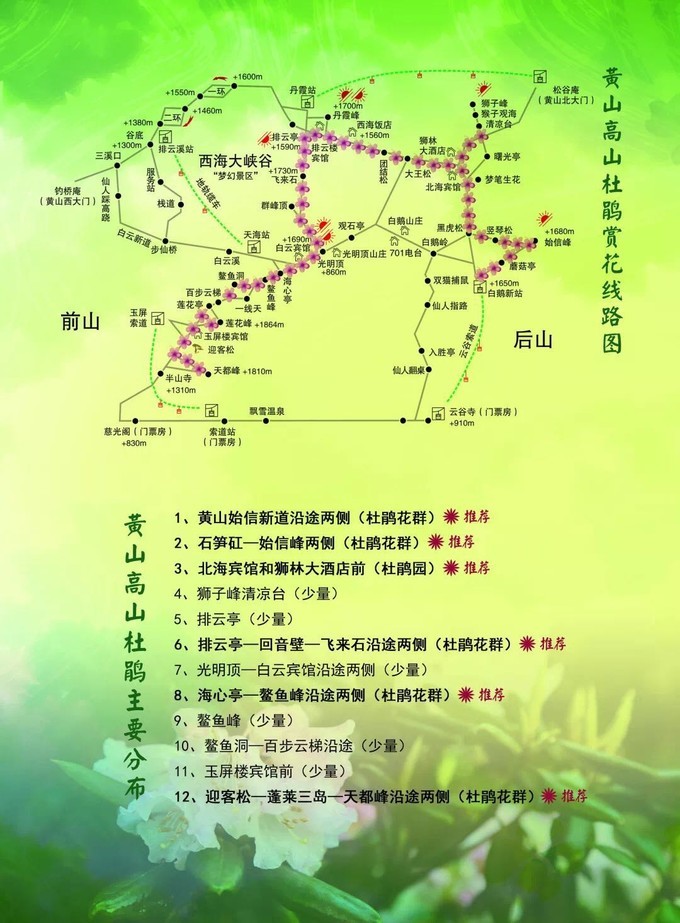 黄山高山杜鹃赏花线路图
+1600m
一环
+1550m
二环
+1460m
+1380m
谷底
+1300m
排云溪站
三溪口
钓桥庵
(黄山西大门)
仙人踩高跷
服务站
栈道
地轨缆车
白云新道
步仙桥
白云溪
天海站
西海大峡谷
“梦幻景区”
丹霞站
+1700m
丹霞峰
排云亭
+1590m
排云楼
宾馆
西海饭店
+1560m
+1730m
飞来石
群峰顶
团结松
狮林
大酒店
大王松
北海宾馆
狮子峰
猴子观海
清凉台
松谷庵
(黄山北大门)
曙光亭
梦笔生花
黑虎松
竖琴松
+1680m
始信峰
蘑菇亭
+1650m
白鹅新站
+1690m
白云宾馆
观石亭
光明顶
+860m
光明顶山庄
白鹅山庄
701电台
白鹅岭
双猫捕鼠
仙人指路
入胜亭
仙人翻桌
云谷索道
云谷寺(门票房)
+910m
海心亭
鳌鱼洞
鳌鱼峰
百步云梯
一线天
莲花亭
莲花峰
+1864m
玉屏
索道
玉屏楼宾馆
迎客松
天都峰
+1810m
半山寺
+1310m
前山
后山
慈光阁(门票房)
+830m
索道站
(门票房)
飘雪温泉
黄山高山杜鹃主要分布
1、黄山始信新道沿途两侧(杜鹃花群)推荐
2、石笋矼—始信峰两侧(杜鹃花群)推荐
3、北海宾馆和狮林大酒店前(杜鹃园)推荐
4、狮子峰清凉台(少量)
5、排云亭(少量)
6、排云亭—回音壁—飞来石沿途两侧(杜鹃花群)推荐
7、光明顶—白云宾馆沿途两侧(少量)
8、海心亭—鳌鱼峰沿途两侧(杜鹃花群)推荐
9、鳌鱼峰(少量)
10、鳌鱼洞—百步云梯沿途(少量)
11、玉屏楼宾馆前(少量)
12、迎客松—蓬莱三岛—天都峰沿途两侧(杜鹃花群)推荐